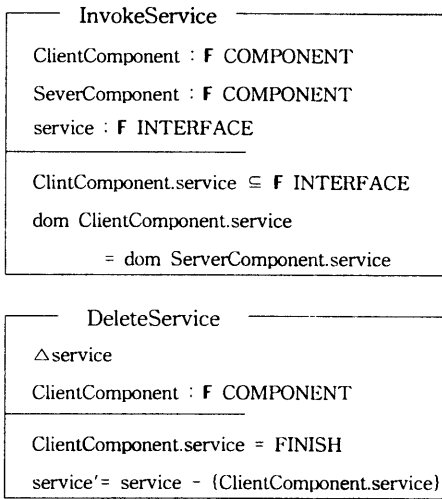 InvokeService
ClientComponent : F COMPONENT
SeverComponent : F COMPONENT
service : F INTERFACE
ClintComponent.service ⊆ F INTERFACE
dom ClientComponent.service
= dom ServerComponent.service
DeleteService
△service
ClientComponent : F COMPONENT
ClientComponent.service = FINISH
service′= service - {ClientComponent.service}